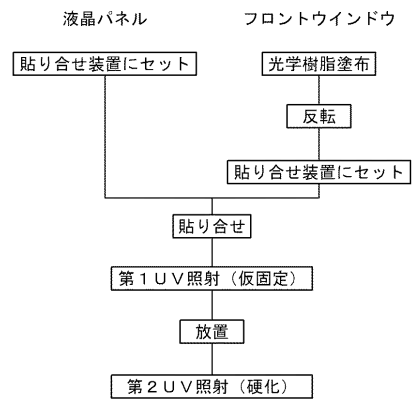 液晶パネル
フロントウインドウ
貼り合せ装置にセット
光学樹脂塗布
反転
貼り合せ装置にセット
貼り合せ
第１ＵＶ照射（仮固定）
放置
第２ＵＶ照射（硬化）